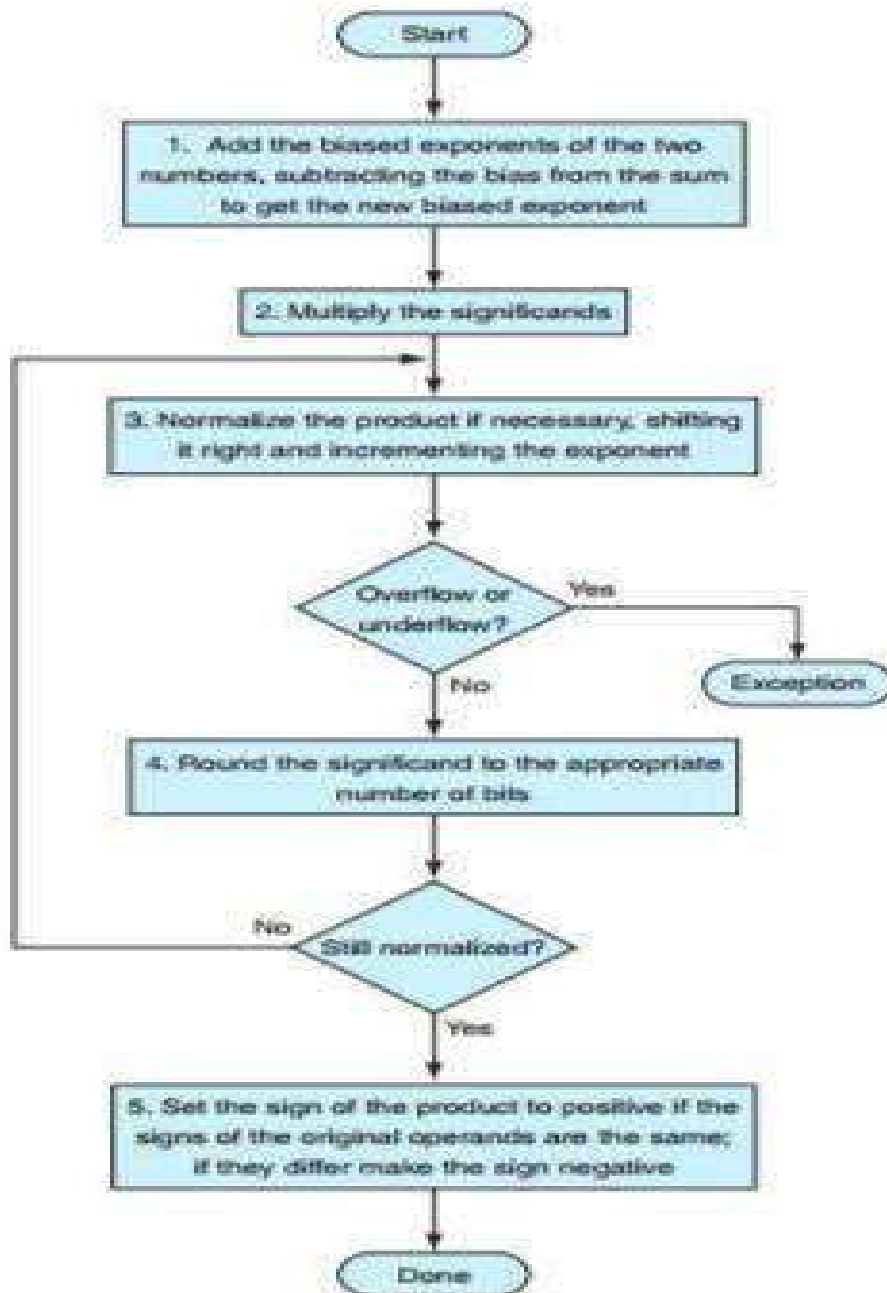 Start
1. Add the biased exponents of the two
numbers, subtracting the bias from the sum
to get the new biased exponent
2. Multiply the significands
3. Normalize the product if necessary, shifting
it right and incrementing the exponent
Overflow or
underflow?
Yes
Exception
No
4. Round the significand to the appropriate
number of bits
No
Still normalized?
Yes
5. Set the sign of the product to positive if the
signs of the original operands are the same;
if they differ make the sign negative
Done